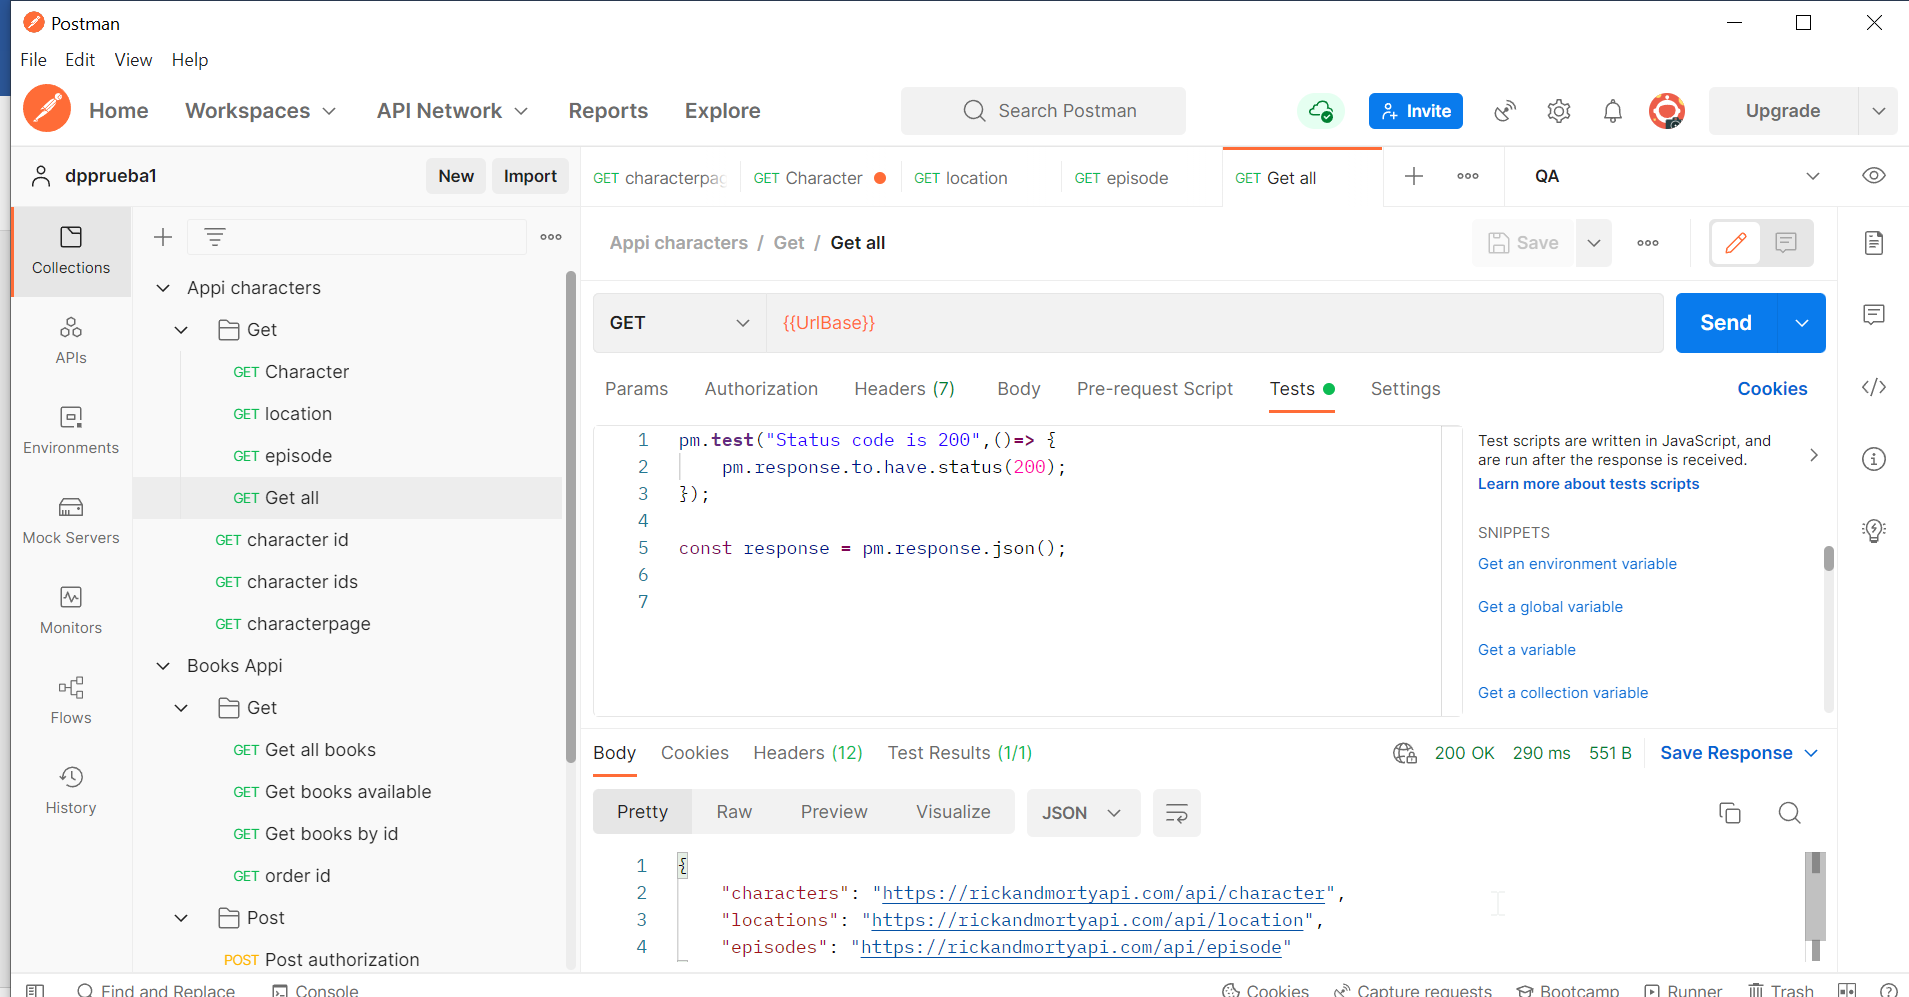 Postman
File Edit View Help
Home Workspaces API Network Reports Explore Search Postman Invite Upgrade
dpprueba1 New Import
GET characterpag GET Character GET location GET episode GET Get all QA
Collections
APIs
Environments
Mock Servers
Monitors
Flows
History
Appi characters
Get
GET Character
GET location
GET episode
GET Get all
GET character id
GET character ids
GET characterpage
Books Appi
Get
GET Get all books
GET Get books available
GET Get books by id
GET order id
Post
POST Post authorization
Appi characters / Get / Get all Save
GET {{UrlBase}} Send
Params Authorization Headers (7) Body Pre-request Script Tests Settings Cookies
1 pm.test("Status code is 200",()=> {
2 pm.response.to.have.status(200);
3 });
4
5 const response = pm.response.json();
6
7
Test scripts are written in JavaScript, and
are run after the response is received.
Learn more about tests scripts
SNIPPETS
Get an environment variable
Get a global variable
Get a variable
Get a collection variable
Body Cookies Headers (12) Test Results (1/1) 200 OK 290 ms 551 B Save Response
Pretty Raw Preview Visualize JSON
1 {
2 "characters": "https://rickandmortyapi.com/api/character",
3 "locations": "https://rickandmortyapi.com/api/location",
4 "episodes": "https://rickandmortyapi.com/api/episode"
Find and Replace Console Cookies Capture requests Bootcamp Runner Trash